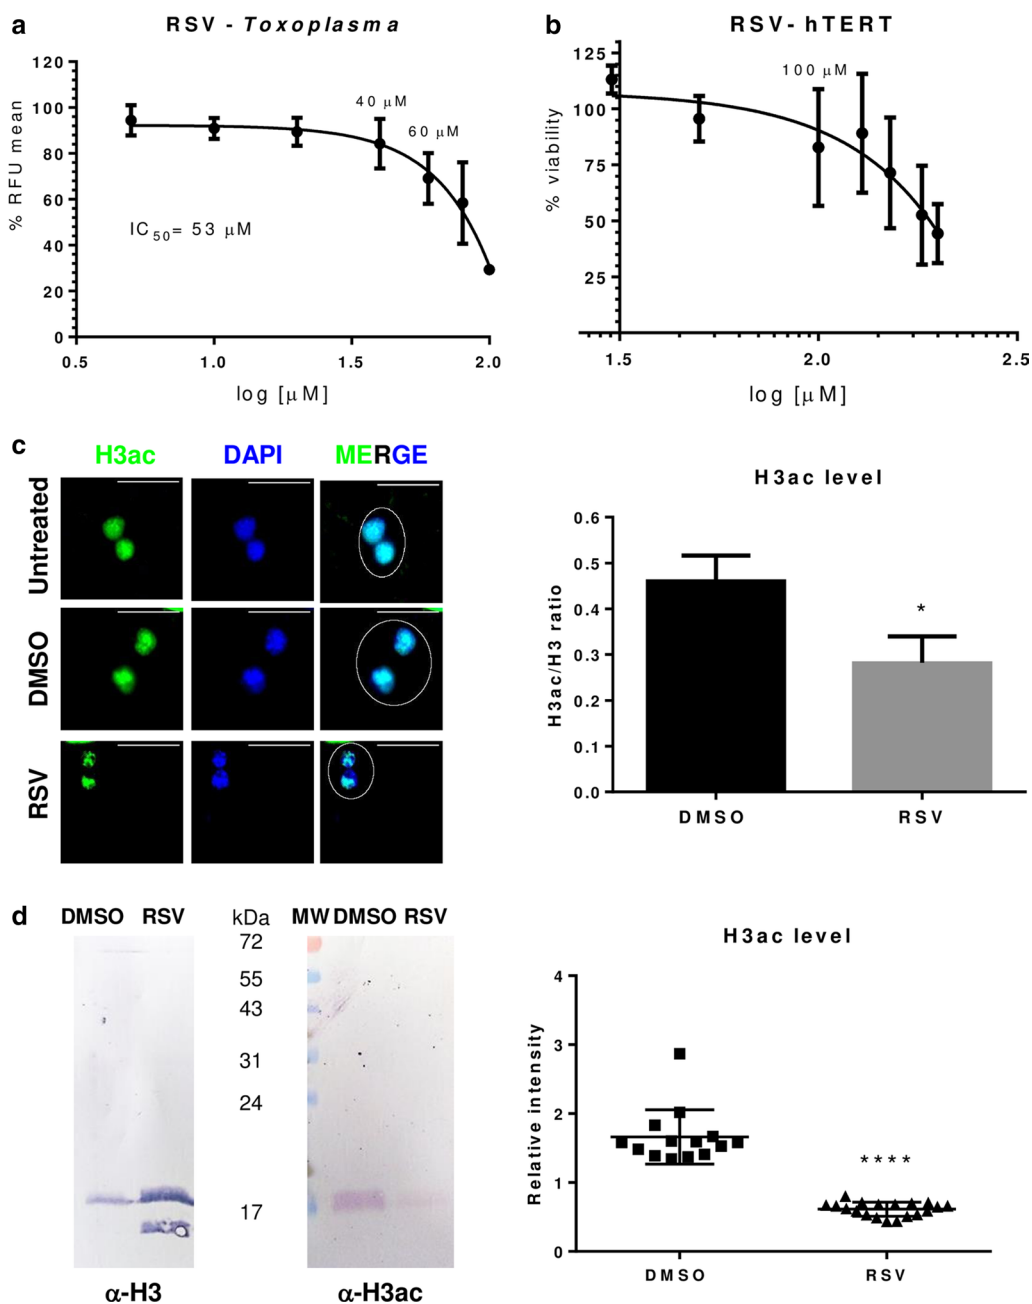 a
RSV - Toxoplasma
120
100
80
60
40
20
0
% RFU mean
40 μM
60 μM
IC50= 53 μM
0.5 1.0 1.5 2.0
log [μM]
b
RSV- hTERT
125
100
75
50
25
% viability
100 μM
1.5 2.0 2.5
log [μM]
c
H3ac DAPI MERGE
Untreated
DMSO
RSV
H3ac level
0.6
0.5
0.4
0.3
0.2
0.1
0.0
H3ac/H3 ratio
*
DMSO RSV
d
DMSO RSV kDa MW DMSO RSV
72
55
43
31
24
17
α-H3 α-H3ac
H3ac level
4
3
2
1
0
Relative intensity
****
DMSO RSV